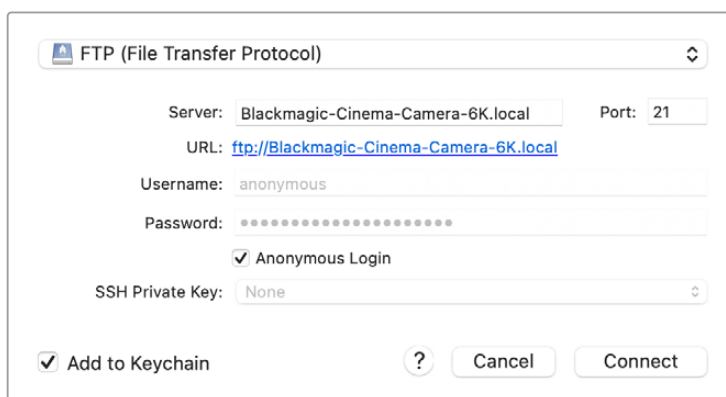 FTP (File Transfer Protocol)
Server: Blackmagic-Cinema-Camera-6K.local Port: 21
URL: ftp://Blackmagic-Cinema-Camera-6K.local
Username: anonymous
Password: ●●●●●●●●●●●●●●●●●●●●●
Anonymous Login
SSH Private Key: None
Add to Keychain ? Cancel Connect